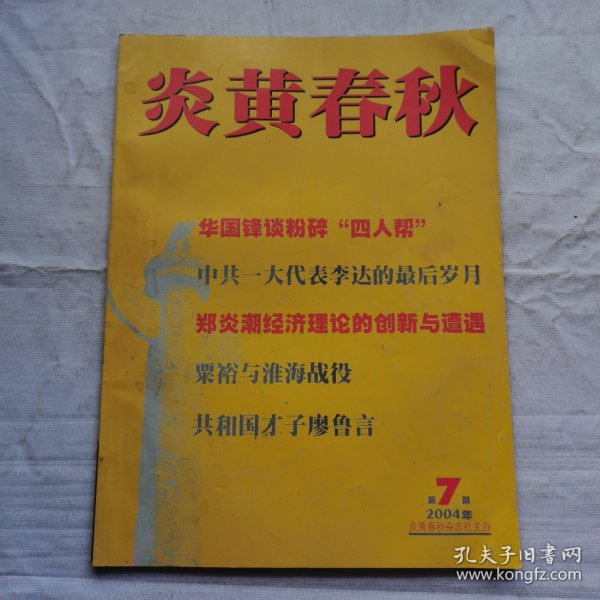 炎黄春秋
华国锋谈粉碎“四人帮”
中共一大代表李达的最后岁月
郑炎潮经济理论的创新与遭遇
粟裕与淮海战役
共和国才子廖鲁言
第7期
2004年
炎黄春秋杂志社主办
孔夫子旧书网
www.kongfz.com